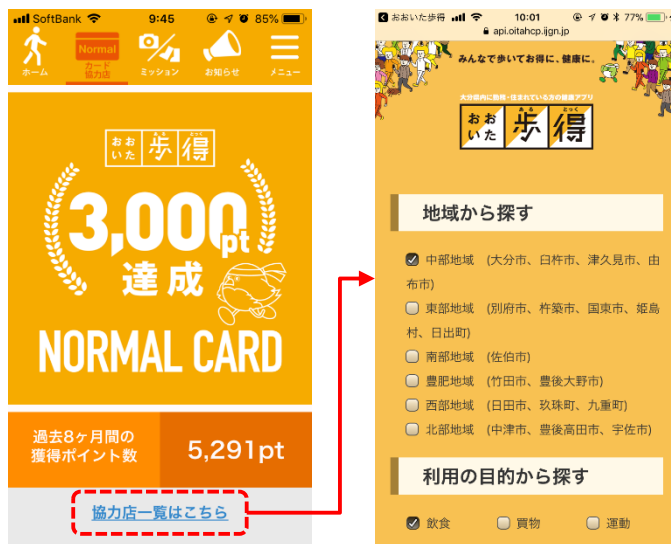 SoftBank 9:45 85%
Normal
ホーム カード協力店 ミッション お知らせ メニュー
おおいた 歩得
あるとっく
3,000pt
達成
NORMAL CARD
過去8ヶ月間の
獲得ポイント数
5,291pt
協力店一覧はこちら
おおいた歩得 10:01 77%
api.oitahcp.ijgn.jp
みんなで歩いてお得に、健康に。
大分県内に勤務・住まれている方の健康アプリ
あるとっく
おおいた 歩得
地域から探す
中部地域 (大分市、臼杵市、津久見市、由
布市)
東部地域 (別府市、杵築市、国東市、姫島
村、日出町)
南部地域 (佐伯市)
豊肥地域 (竹田市、豊後大野市)
西部地域 (日田市、玖珠町、九重町)
北部地域 (中津市、豊後高田市、宇佐市)
利用の目的から探す
飲食 買物 運動